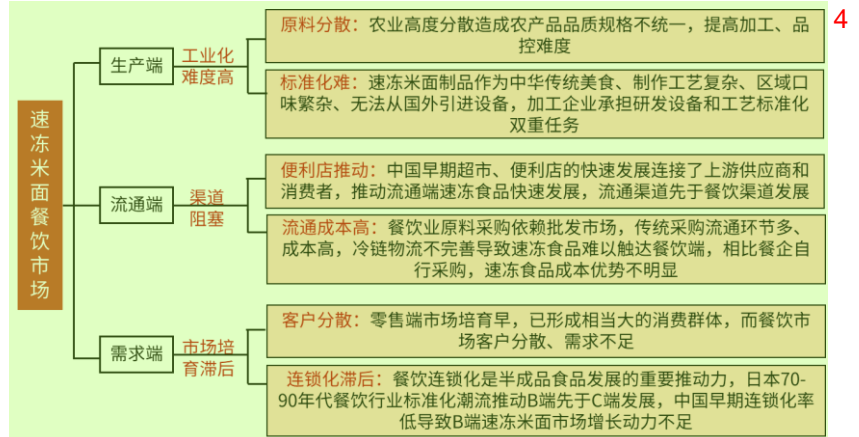 4
原料分散：农业高度分散造成农产品品质规格不统一，提高加工、品
控难度
生产端
工业化
难度高
标准化难：速冻米面制品作为中华传统美食、制作工艺复杂、区域口
味繁杂、无法从国外引进设备，加工企业承担研发设备和工艺标准化
双重任务
速冻米面餐饮市场
便利店推动：中国早期超市、便利店的快速发展连接了上游供应商和
消费者，推动流通端速冻食品快速发展，流通渠道先于餐饮渠道发展
流通端
渠道
阻塞
流通成本高：餐饮业原料采购依赖批发市场，传统采购流通环节多、
成本高，冷链物流不完善导致速冻食品难以触达餐饮端，相比餐企自
行采购，速冻食品成本优势不明显
客户分散：零售端市场培育早，已形成相当大的消费群体，而餐饮市
场客户分散、需求不足
需求端
市场培
育滞后
连锁化滞后：餐饮连锁化是半成品食品发展的重要推动力，日本70-
90年代餐饮行业标准化潮流推动B端先于C端发展，中国早期连锁化率
低导致B端速冻米面市场增长动力不足